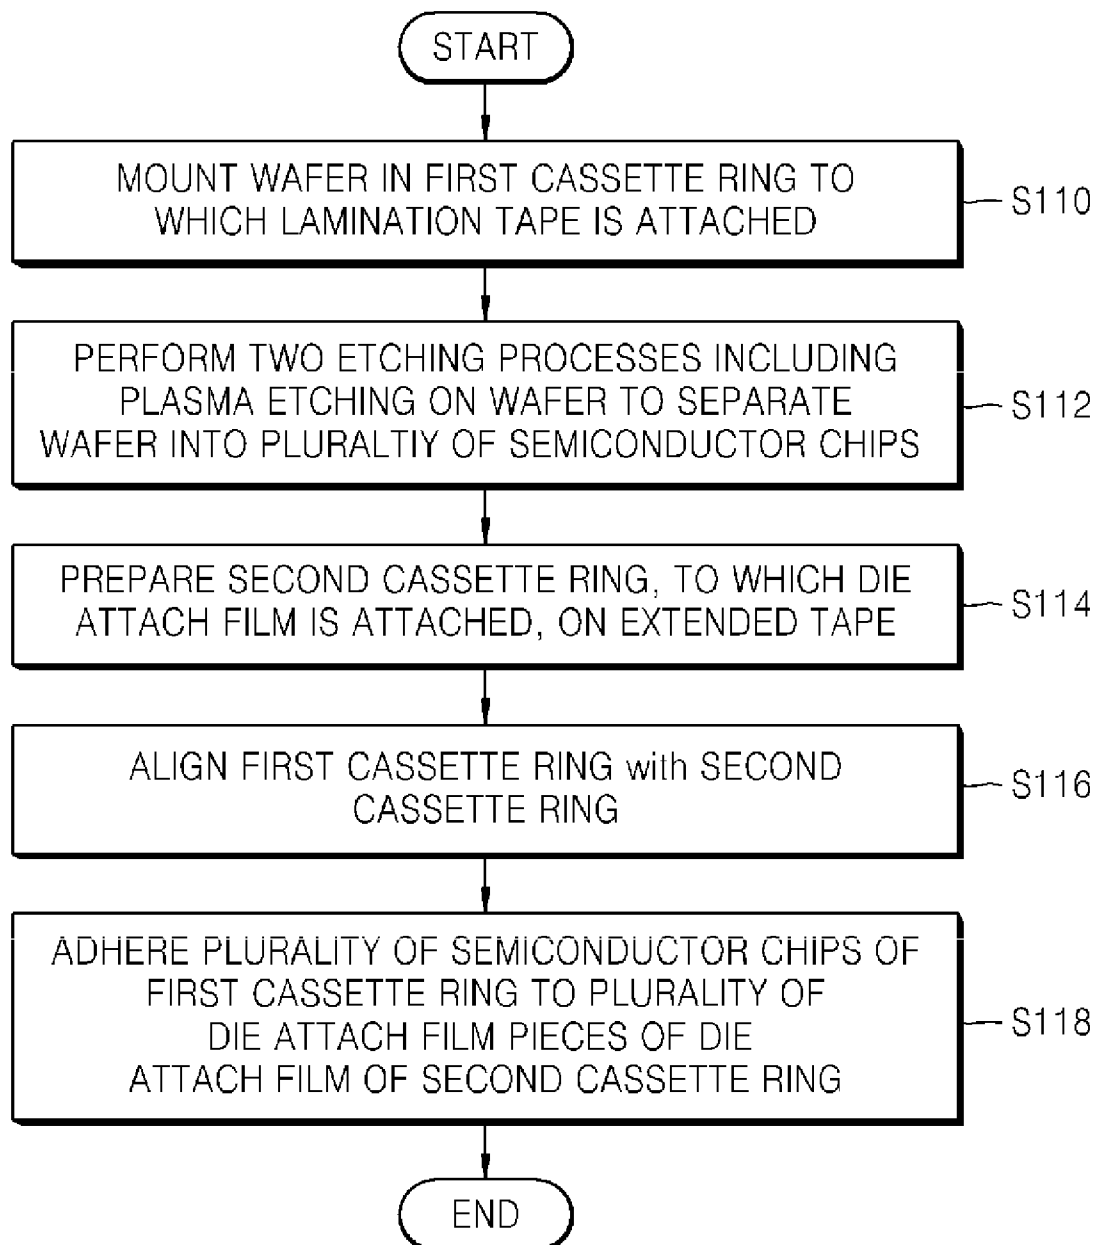 START
MOUNT WAFER IN FIRST CASSETTE RING TO
WHICH LAMINATION TAPE IS ATTACHED
S110
PERFORM TWO ETCHING PROCESSES INCLUDING
PLASMA ETCHING ON WAFER TO SEPARATE
WAFER INTO PLURALTIY OF SEMICONDUCTOR CHIPS
S112
PREPARE SECOND CASSETTE RING, TO WHICH DIE
ATTACH FILM IS ATTACHED, ON EXTENDED TAPE
S114
ALIGN FIRST CASSETTE RING with SECOND
CASSETTE RING
S116
ADHERE PLURALITY OF SEMICONDUCTOR CHIPS OF
FIRST CASSETTE RING TO PLURALITY OF
DIE ATTACH FILM PIECES OF DIE
ATTACH FILM OF SECOND CASSETTE RING
S118
END